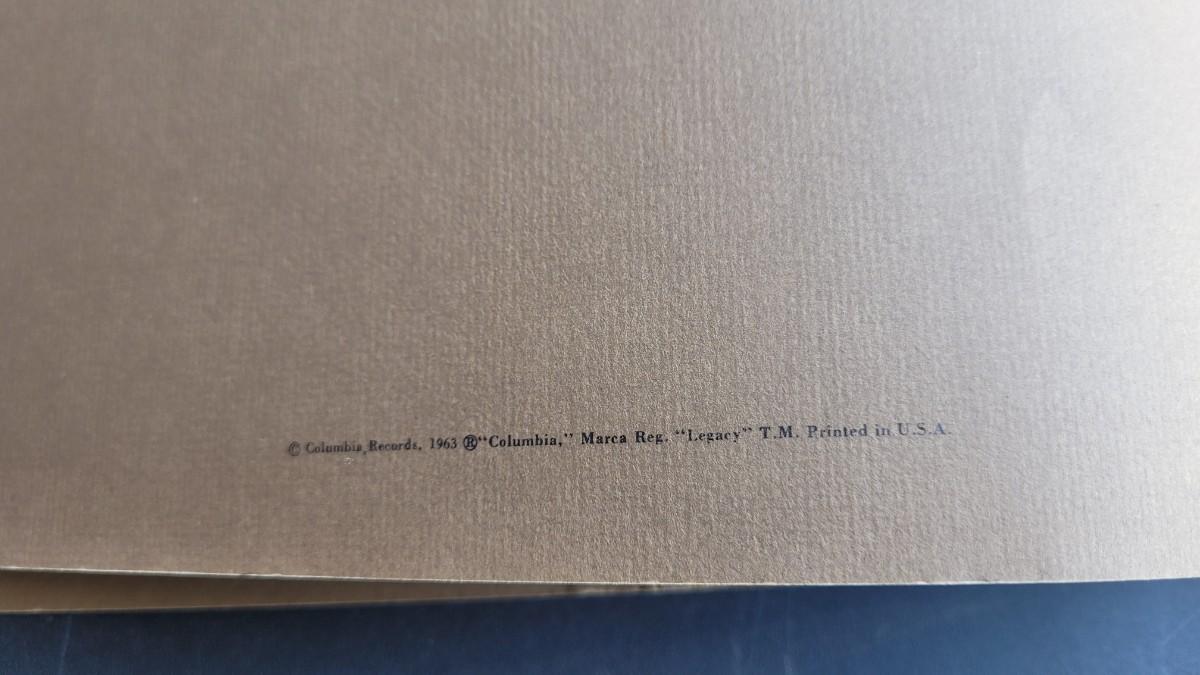 © Columbia Records, 1963 ®“Columbia,” Marca Reg. “Legacy” T.M. Printed in U.S.A.